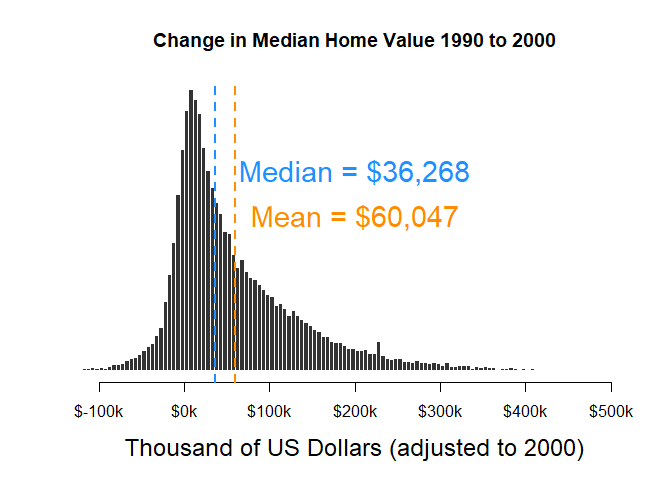 Change in Median Home Value 1990 to 2000
Median = $36,268
Mean = $60,047
$-100k $0k $100k $200k $300k $400k $500k
Thousand of US Dollars (adjusted to 2000)